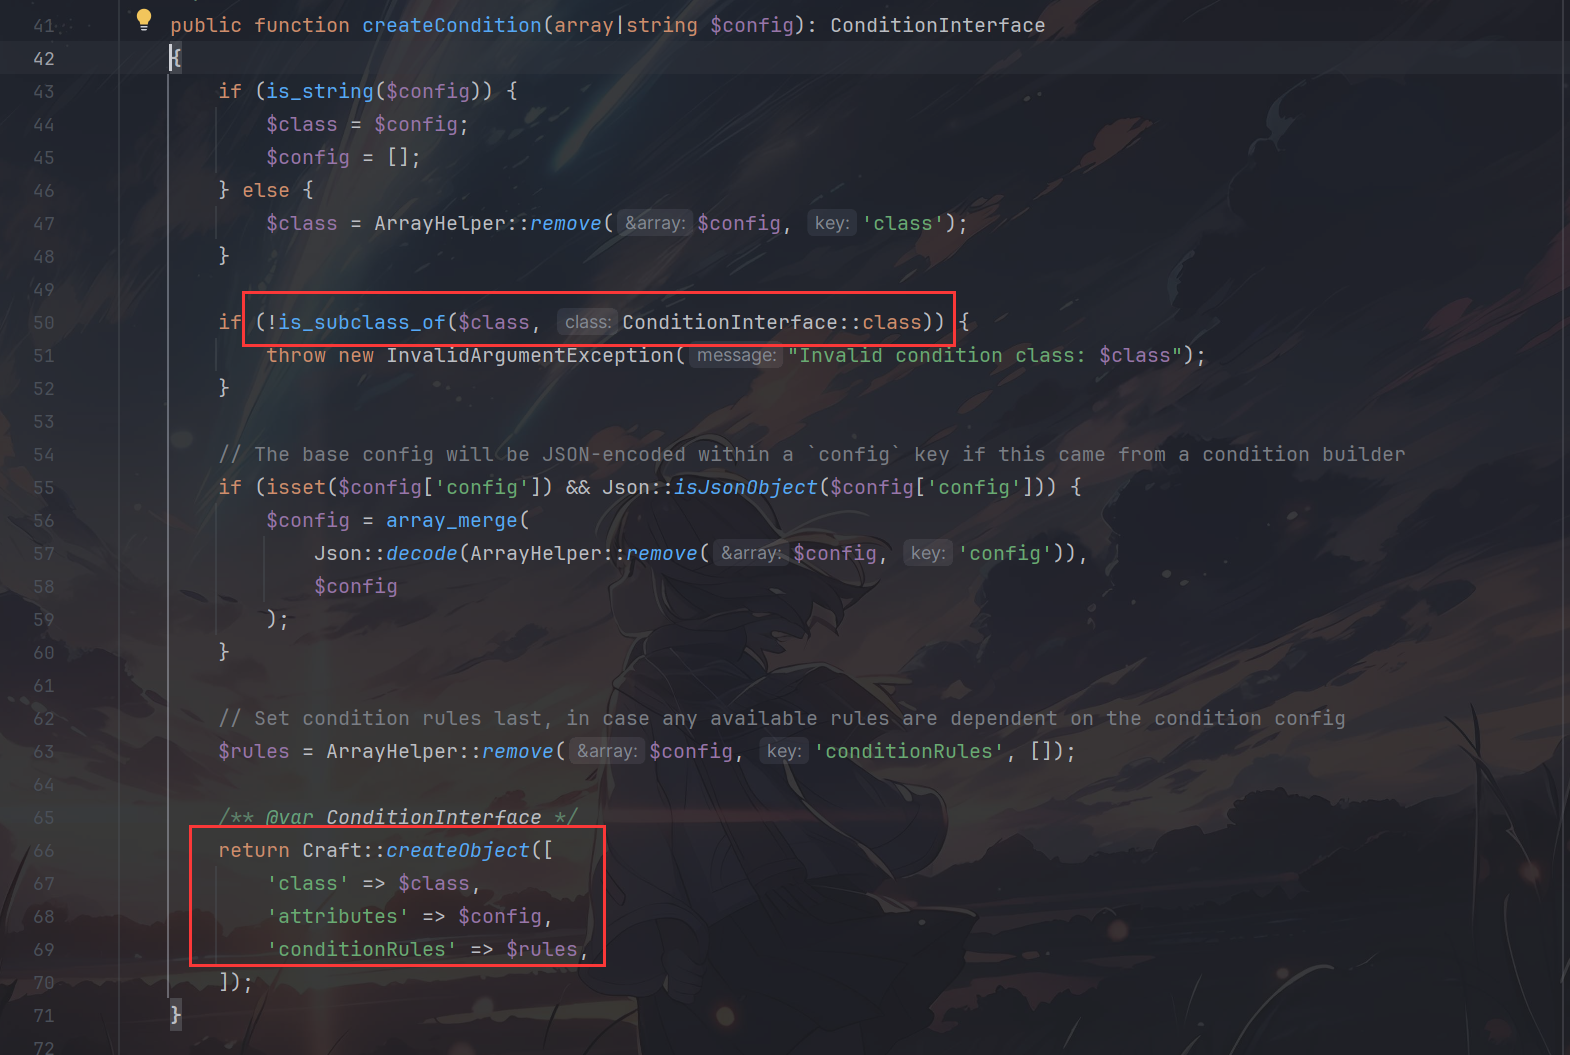 41 public function createCondition(array|string $config): ConditionInterface
42 {
43 if (is_string($config)) {
44 $class = $config;
45 $config = [];
46 } else {
47 $class = ArrayHelper::remove( &array: $config, key: 'class');
48 }
49
50 if (!is_subclass_of($class, class: ConditionInterface::class)) {
51 throw new InvalidArgumentException( message: "Invalid condition class: $class");
52 }
53
54 // The base config will be JSON-encoded within a `config` key if this came from a condition builder
55 if (isset($config['config']) && Json::isJsonObject($config['config'])) {
56 $config = array_merge(
57 Json::decode(ArrayHelper::remove( &array: $config, key: 'config')),
58 $config
59 );
60 }
61
62 // Set condition rules last, in case any available rules are dependent on the condition config
63 $rules = ArrayHelper::remove( &array: $config, key: 'conditionRules', []);
64
65 /** @var ConditionInterface */
66 return Craft::createObject([
67 'class' => $class,
68 'attributes' => $config,
69 'conditionRules' => $rules,
70 ]);
71 }
72